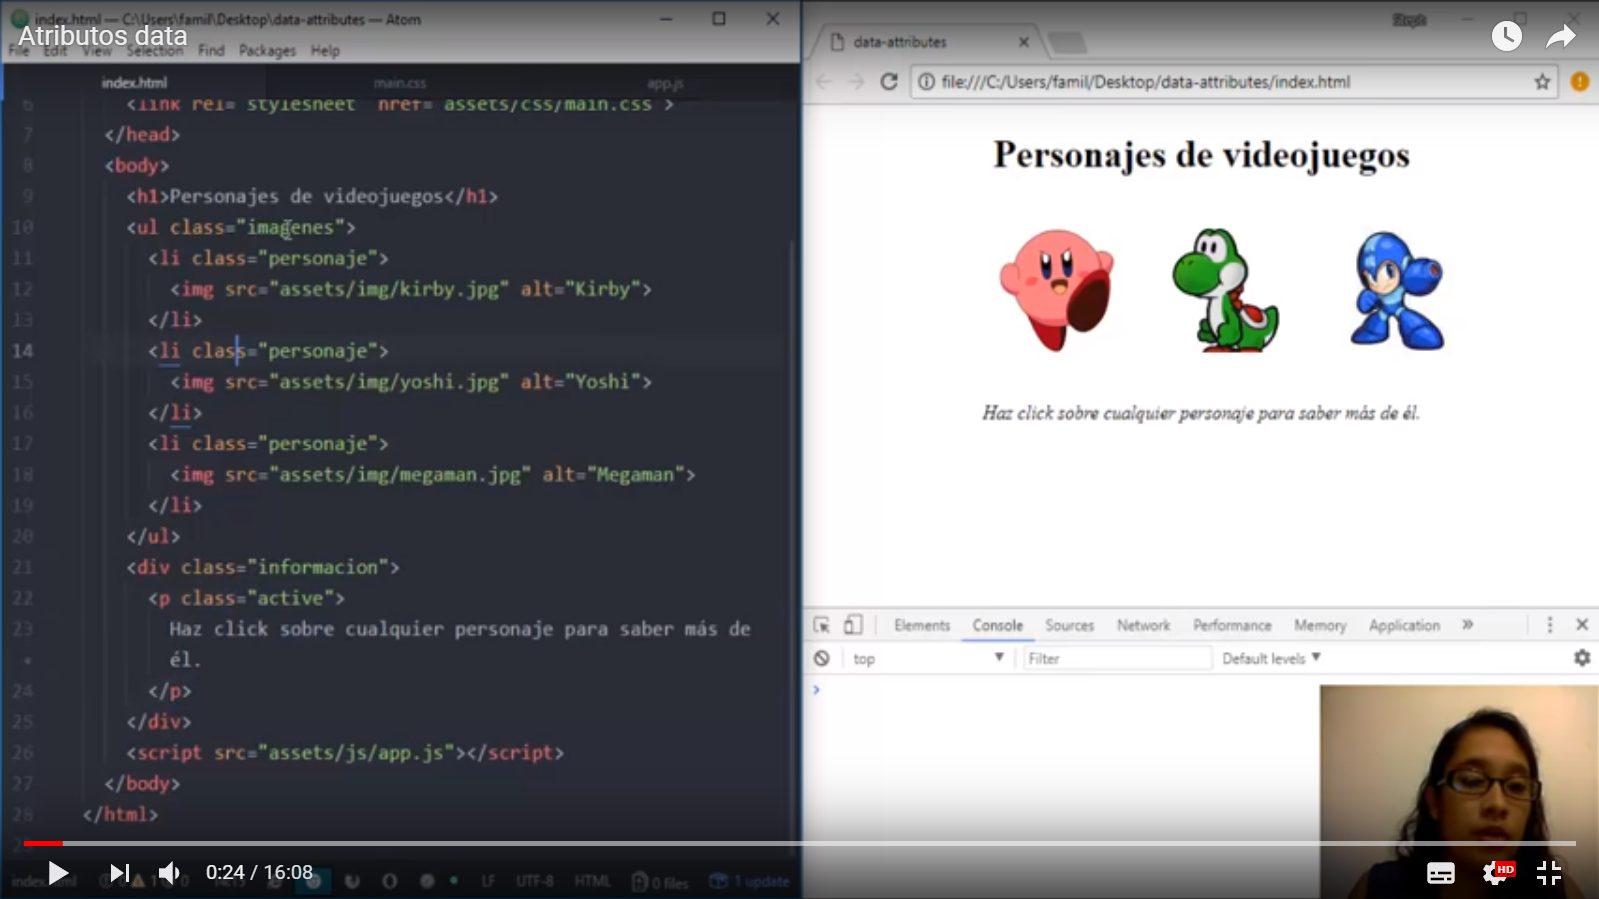 index.html — C:\Users\famil\Desktop\data-attributes — Atom
Atributos data
File Edit View Selection Find Packages Help
index.html main.css app.js
6 <link rel= stylesheet href= assets/css/main.css >
7 </head>
8 <body>
9 <h1>Personajes de videojuegos</h1>
10 <ul class="imagenes">
11 <li class="personaje">
12 <img src="assets/img/kirby.jpg" alt="Kirby">
13 </li>
14 <li class="personaje">
15 <img src="assets/img/yoshi.jpg" alt="Yoshi">
16 </li>
17 <li class="personaje">
18 <img src="assets/img/megaman.jpg" alt="Megaman">
19 </li>
20 </ul>
21 <div class="informacion">
22 <p class="active">
23 Haz click sobre cualquier personaje para saber más de
• él.
24 </p>
25 </div>
26 <script src="assets/js/app.js"></script>
27 </body>
28 </html>
29
0:24 / 16:08
index.html LF UTF-8 HTML 0 files 1 update
data-attributes
file:///C:/Users/famil/Desktop/data-attributes/index.html
Personajes de videojuegos
Haz click sobre cualquier personaje para saber más de él.
Elements Console Sources Network Performance Memory Application »
top Filter Default levels
HD